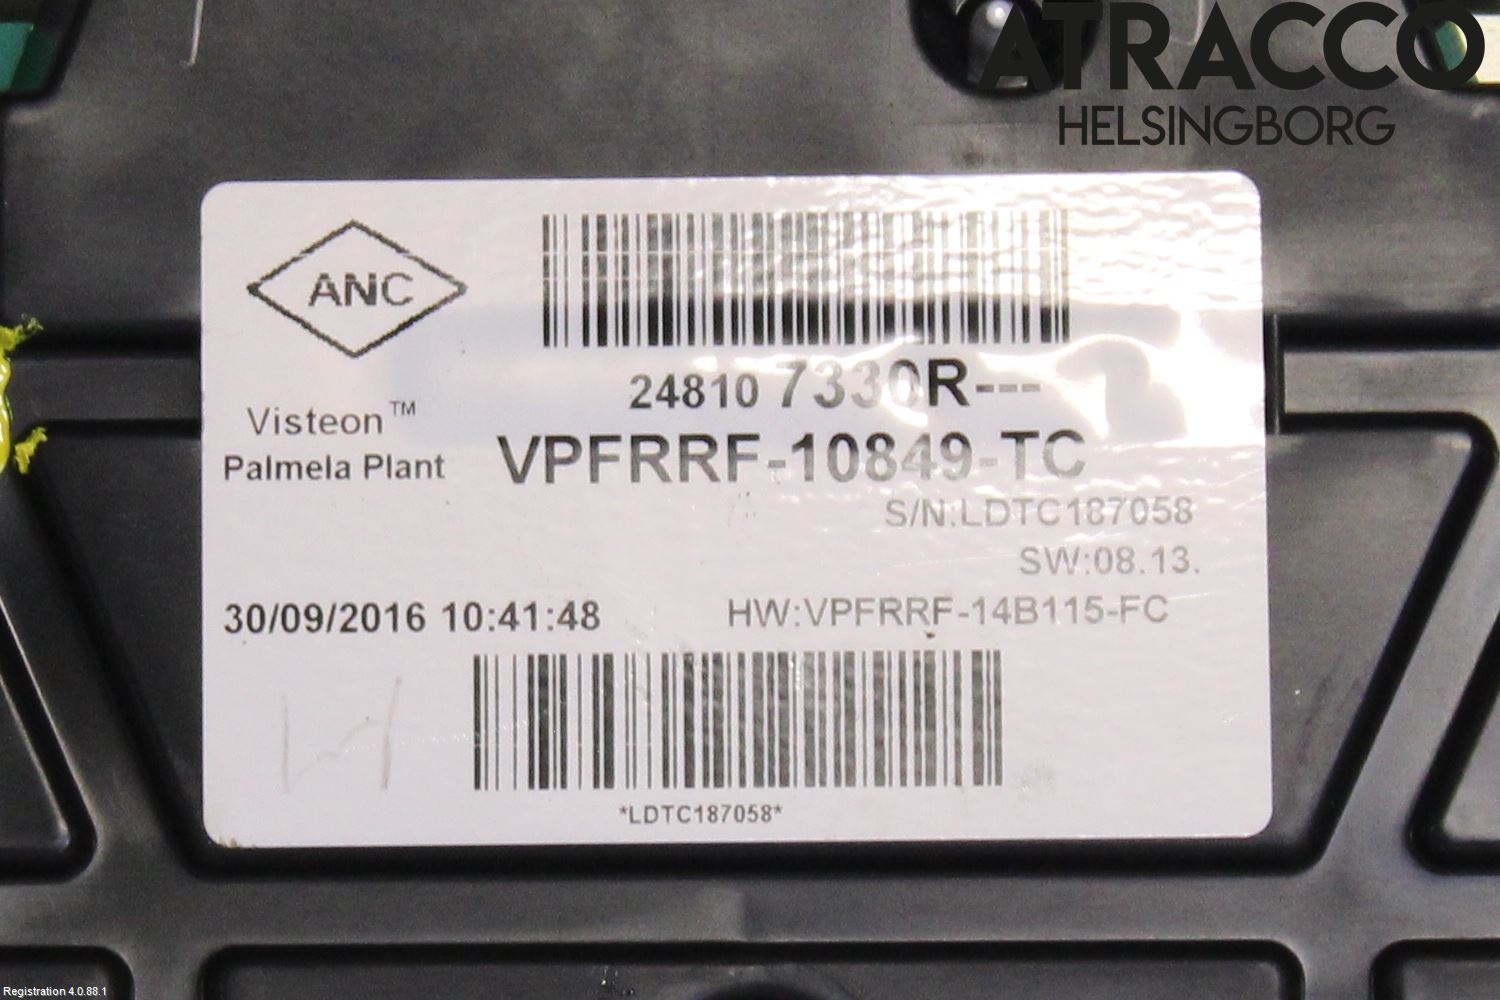 ATRACCO
HELSINGBORG
ANC
24810 7330R---
Visteon™
Palmela Plant
VPFRRF-10849-TC
S/N:LDTC187058
SW:08.13.
30/09/2016 10:41:48
HW:VPFRRF-14B115-FC
*LDTC187058*
Registration 4.0.88.1